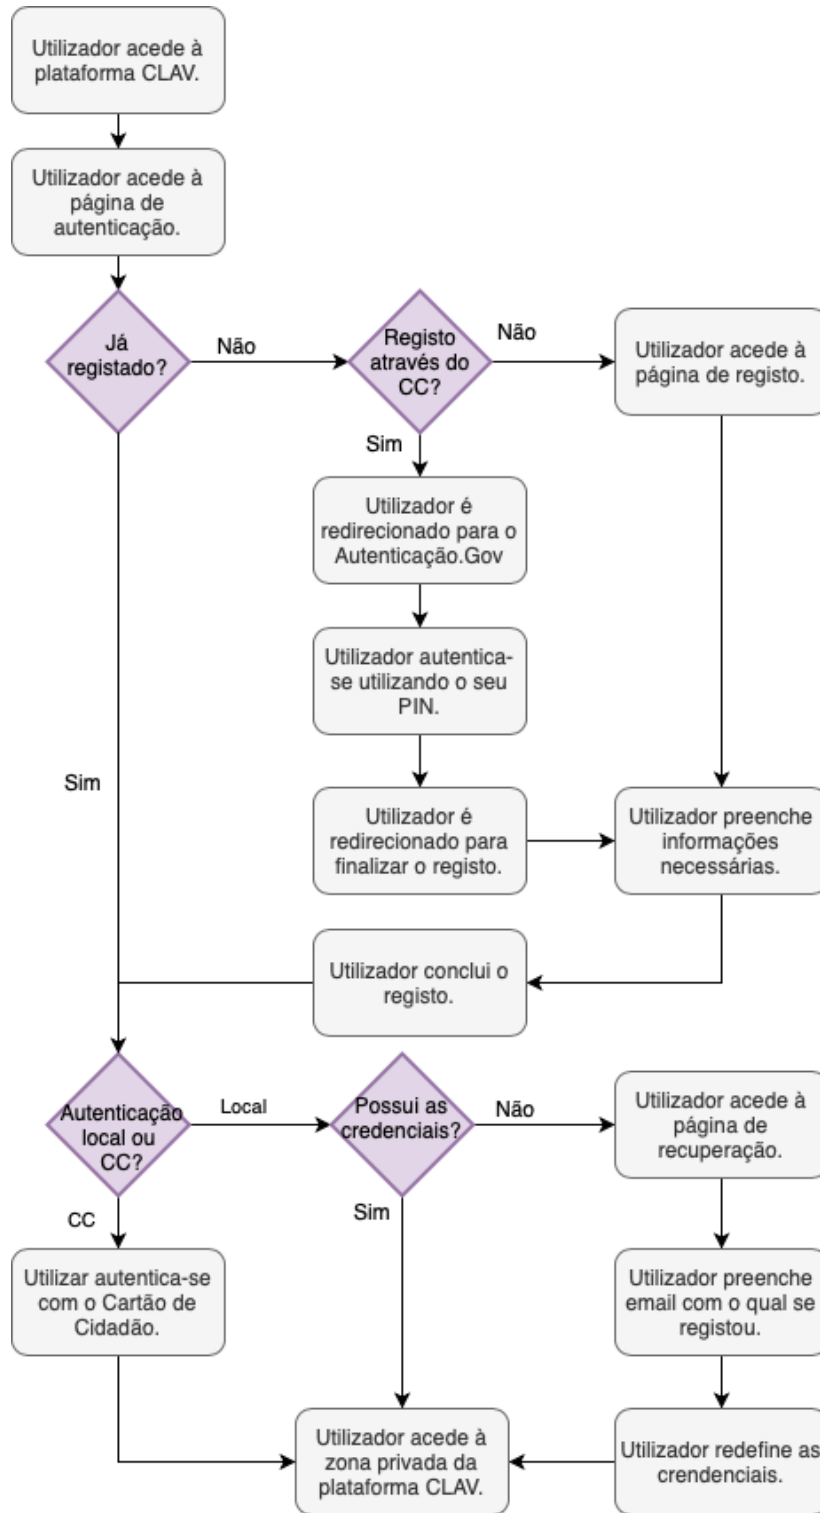 Utilizador acede à
plataforma CLAV.
Utilizador acede à
página de
autenticação.
Já
registado?
Não
Registo
através do
CC?
Não
Utilizador acede à
página de registo.
Sim
Utilizador é
redirecionado para o
Autenticação.Gov
Utilizador autentica-
se utilizando o seu
PIN.
Sim
Utilizador é
redirecionado para
finalizar o registo.
Utilizador preenche
informações
necessárias.
Utilizador conclui o
registo.
Autenticação
local ou
CC?
Local
Possui as
credenciais?
Não
Utilizador acede à
página de
recuperação.
CC
Sim
Utilizar autentica-se
com o Cartão de
Cidadão.
Utilizador preenche
email com o qual se
registou.
Utilizador acede à
zona privada da
plataforma CLAV.
Utilizador redefine as
crendenciais.